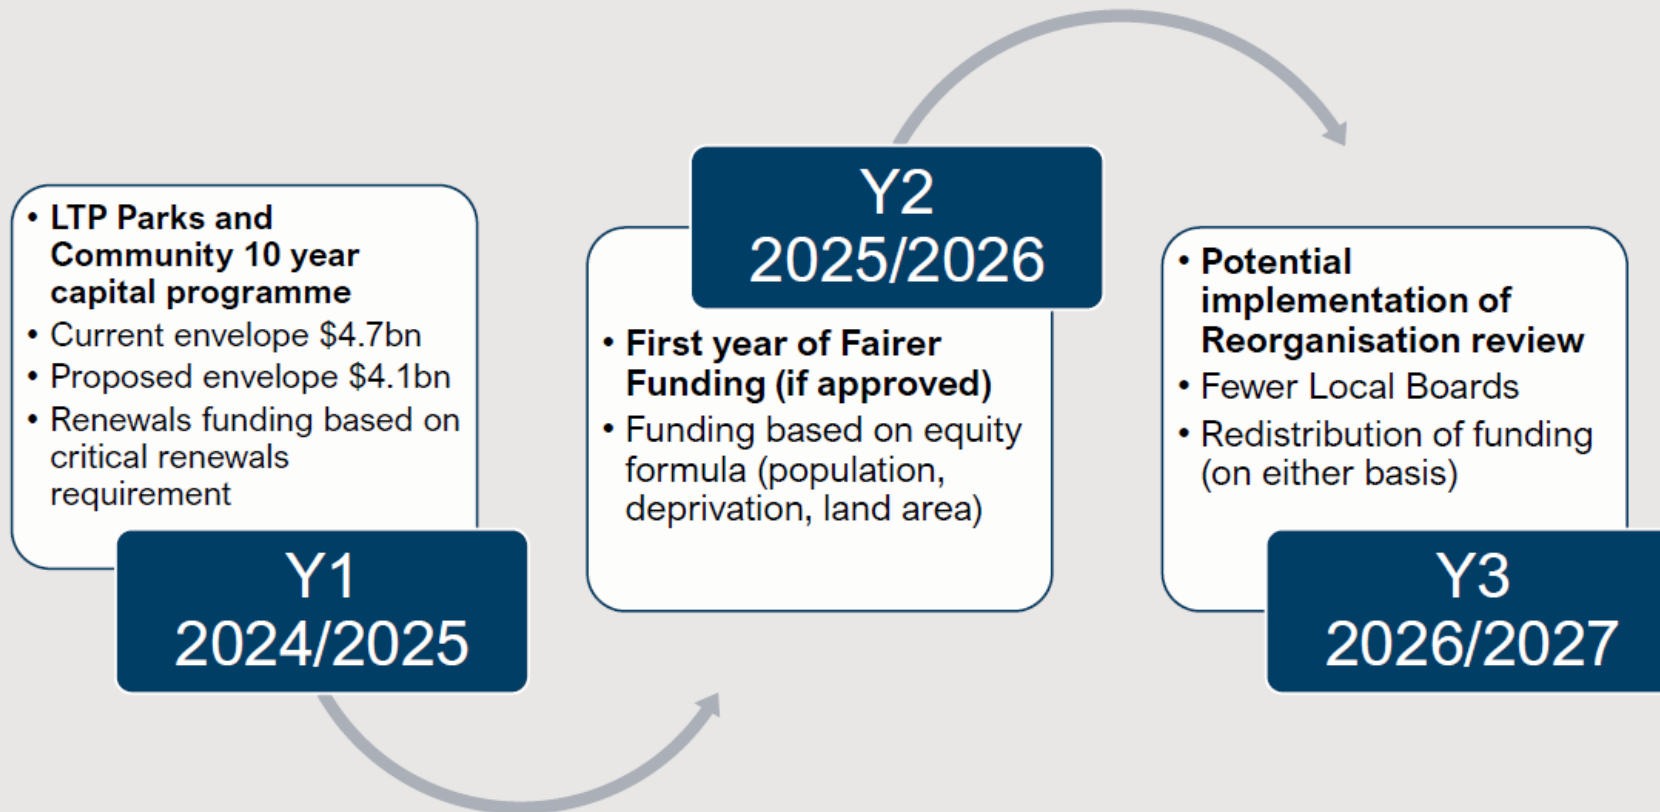 • LTP Parks and
Community 10 year
capital programme
• Current envelope $4.7bn
• Proposed envelope $4.1bn
• Renewals funding based on
critical renewals
requirement
Y1
2024/2025
Y2
2025/2026
• First year of Fairer
Funding (if approved)
• Funding based on equity
formula (population,
deprivation, land area)
• Potential
implementation of
Reorganisation review
• Fewer Local Boards
• Redistribution of funding
(on either basis)
Y3
2026/2027